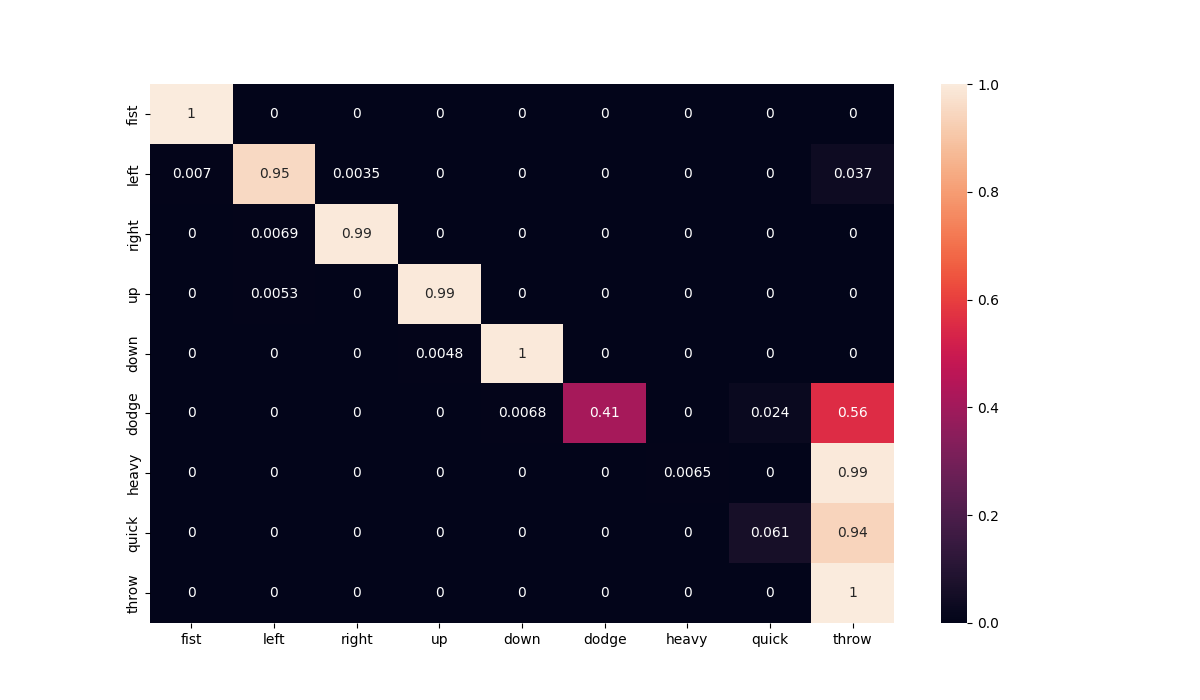 fist 1 0 0 0 0 0 0 0 0
left 0.007 0.95 0.0035 0 0 0 0 0 0.037
right 0 0.0069 0.99 0 0 0 0 0 0
up 0 0.0053 0 0.99 0 0 0 0 0
down 0 0 0 0.0048 1 0 0 0 0
dodge 0 0 0 0 0.0068 0.41 0 0.024 0.56
heavy 0 0 0 0 0 0 0.0065 0 0.99
quick 0 0 0 0 0 0 0 0.061 0.94
throw 0 0 0 0 0 0 0 0 1
fist left right up down dodge heavy quick throw
1.0
0.8
0.6
0.4
0.2
0.0